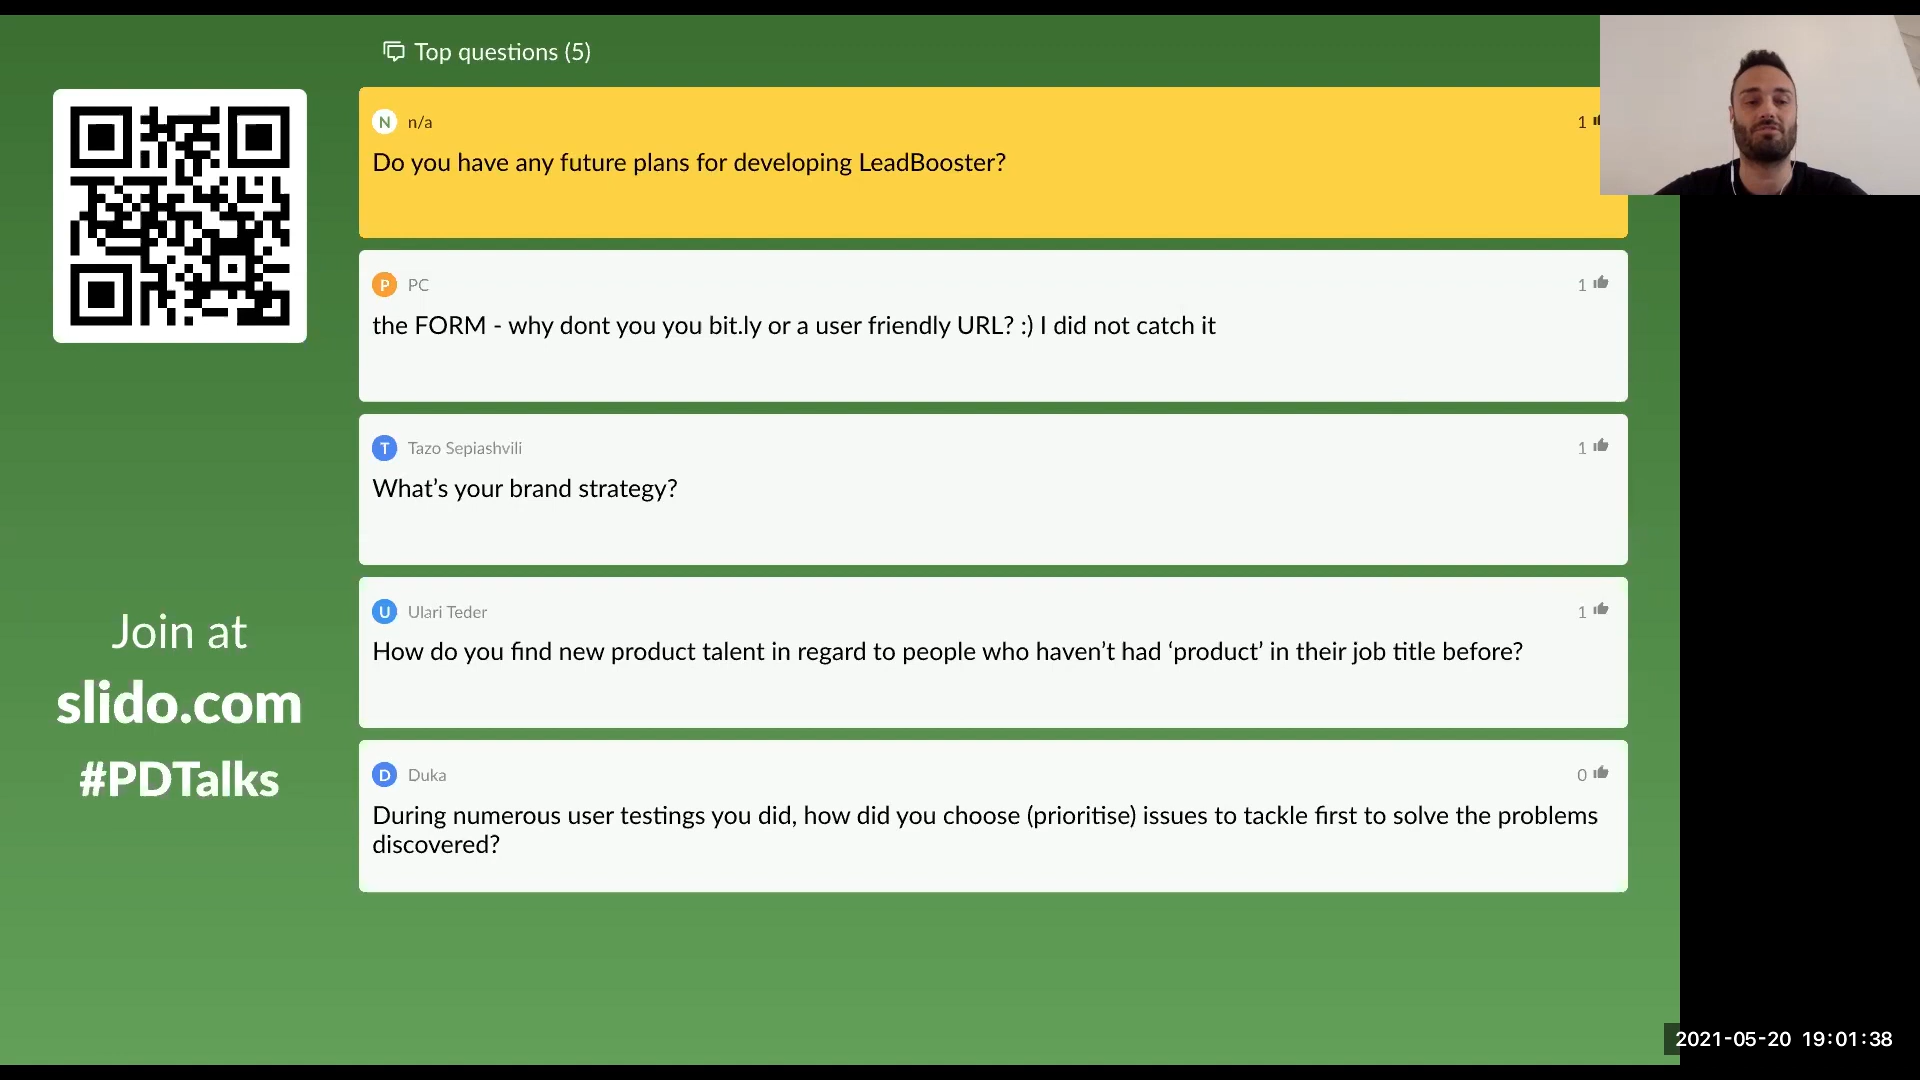 Top questions (5)
N n/a
1
Do you have any future plans for developing LeadBooster?
P PC
1
the FORM - why dont you you bit.ly or a user friendly URL? :) I did not catch it
T Tazo Sepiashvili
1
What’s your brand strategy?
U Ulari Teder
1
How do you find new product talent in regard to people who haven’t had ‘product’ in their job title before?
D Duka
0
During numerous user testings you did, how did you choose (prioritise) issues to tackle first to solve the problems
discovered?
Join at
slido.com
#PDTalks
2021-05-20 19:01:38